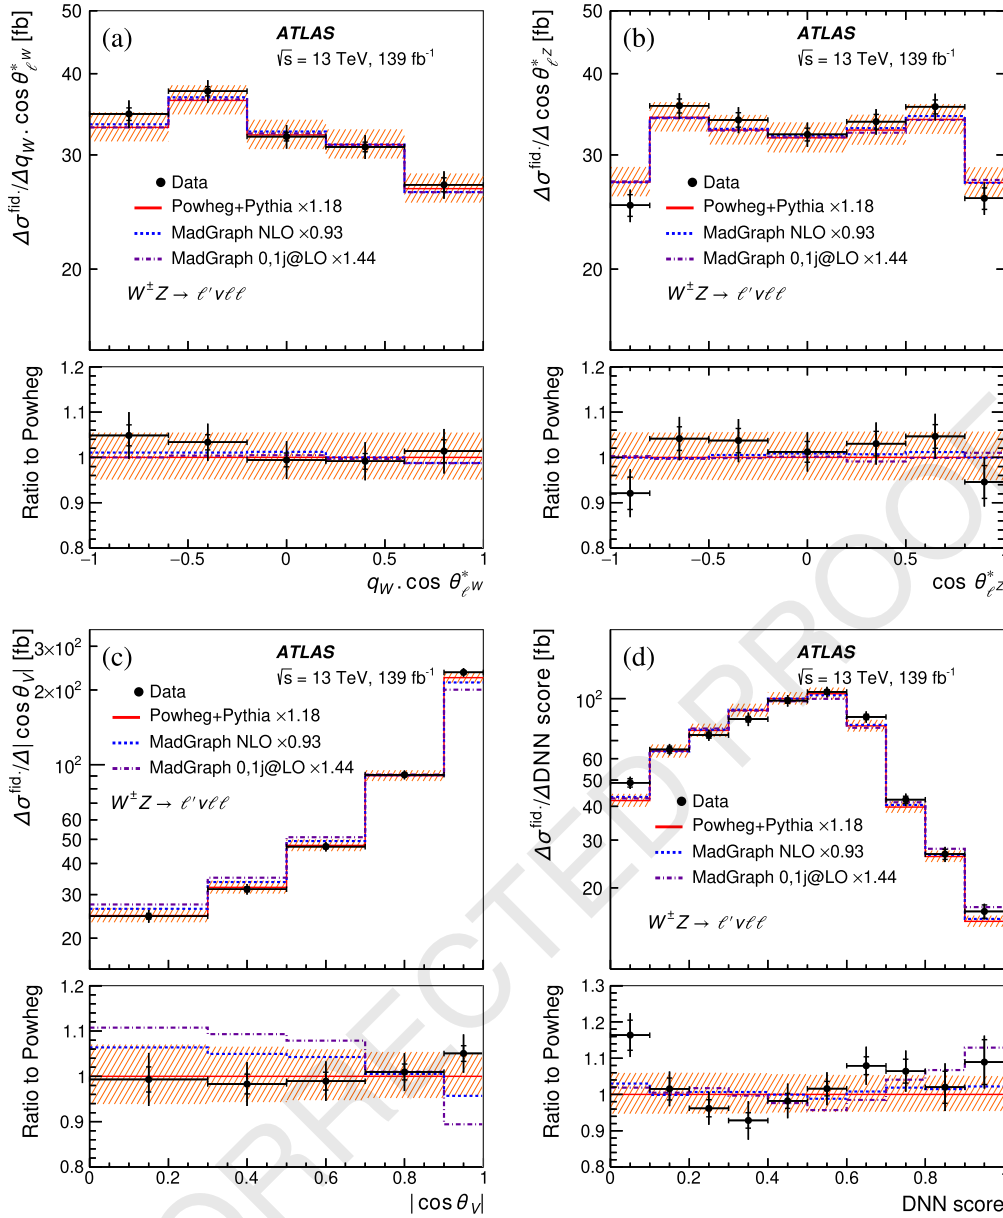 (a)
ATLAS
√s = 13 TeV, 139 fb⁻¹
Δσ^fid./Δq_W . cos θ*_ℓW [fb]
50
40
30
20
Data
Powheg+Pythia ×1.18
MadGraph NLO ×0.93
MadGraph 0,1j@LO ×1.44
W^± Z → ℓ'νℓℓ
Ratio to Powheg
1.2
1.1
1
0.9
0.8
−1 −0.5 0 0.5 1
q_W . cos θ*_ℓW
(b)
ATLAS
√s = 13 TeV, 139 fb⁻¹
Δσ^fid./Δ cos θ*_ℓZ [fb]
50
40
30
20
Data
Powheg+Pythia ×1.18
MadGraph NLO ×0.93
MadGraph 0,1j@LO ×1.44
W^± Z → ℓ'νℓℓ
Ratio to Powheg
1.2
1.1
1
0.9
0.8
−1 −0.5 0 0.5 1
cos θ*_ℓZ
(c)
ATLAS
√s = 13 TeV, 139 fb⁻¹
Δσ^fid./Δ|cos θ_V| [fb]
3×10²
2×10²
10²
60
50
40
30
20
Data
Powheg+Pythia ×1.18
MadGraph NLO ×0.93
MadGraph 0,1j@LO ×1.44
W^± Z → ℓ'νℓℓ
Ratio to Powheg
1.2
1.1
1
0.9
0.8
0 0.2 0.4 0.6 0.8 1
|cos θ_V|
(d)
ATLAS
√s = 13 TeV, 139 fb⁻¹
Δσ^fid./ΔDNN score [fb]
10²
60
50
40
30
20
Data
Powheg+Pythia ×1.18
MadGraph NLO ×0.93
MadGraph 0,1j@LO ×1.44
W^± Z → ℓ'νℓℓ
Ratio to Powheg
1.3
1.2
1.1
1
0.9
0.8
0 0.2 0.4 0.6 0.8 1
DNN score
ORRECTED PROOF